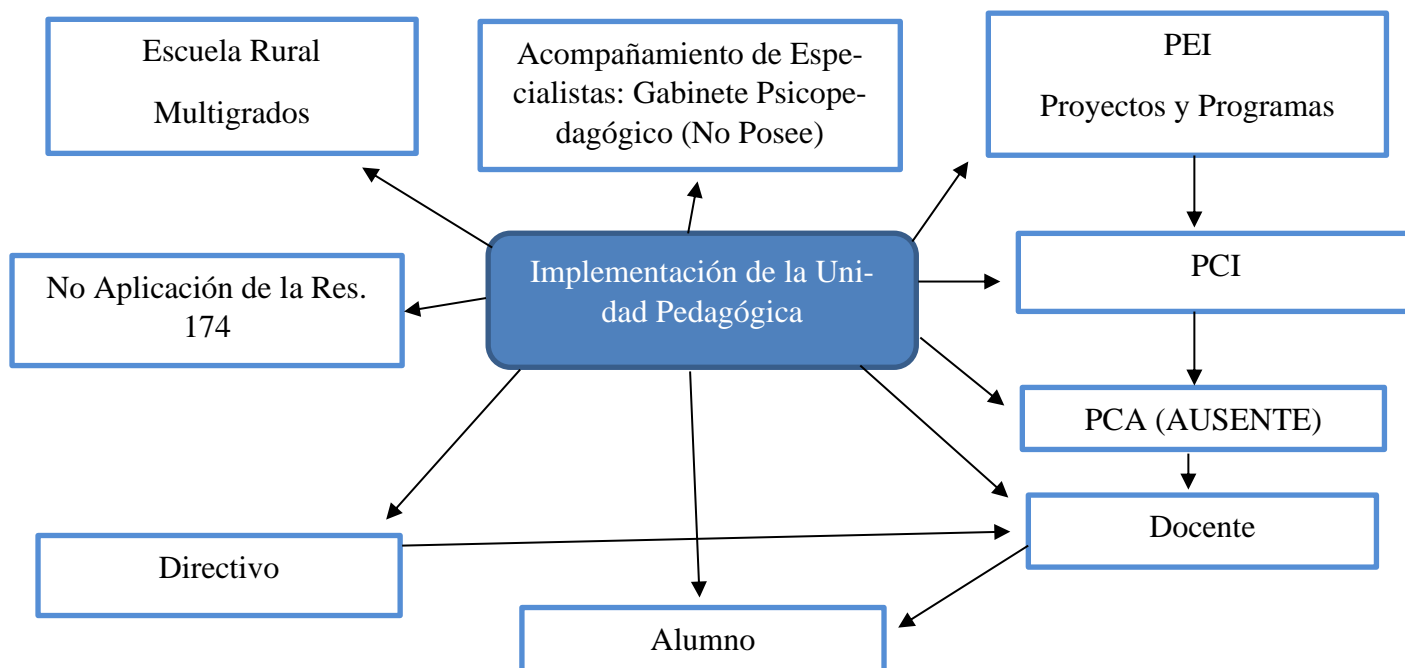 Escuela Rural
Multigrados
Acompañamiento de Espe-
cialistas: Gabinete Psicope-
dagógico (No Posee)
PEI
Proyectos y Programas
No Aplicación de la Res.
174
Implementación de la Uni-
dad Pedagógica
PCI
PCA (AUSENTE)
Directivo
Docente
Alumno